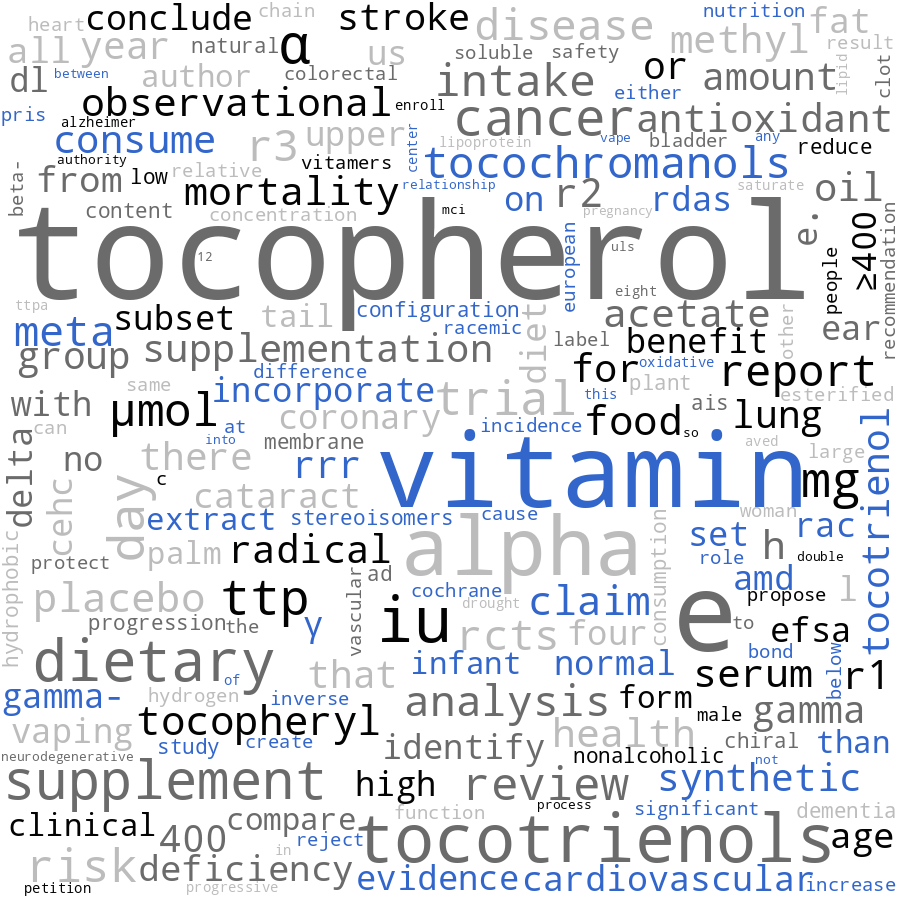 conclude
heart
chain
stroke
nutrition
disease
fat
all
year
natural
α
us
soluble
safety
methyl
result
dl
between
author
colorectal
intake
or
either
amount
lipid
clot
pris
alzheimer
observational
enroll
cancer
antioxidant
consume
r3
upper
center
lipoprotein
vape
bladder
any
reduce
authority
low
relative
vitamers
tocochromanols
beta-
from
mortality
relationship
on
r2
rdas
saturate
oil
content
concentration
mci
pregnancy
tocopherol
12
uls
european
e.
≥400
recommendation
people
eight
ttpa
tail
configuration
racemic
acetate
meta
subset
diet
label
benefit
other
ear
group
supplementation
difference
for
oxidative
report
same
incorporate
trial
this
plant
esterified
with
μmol
coronary
incidence
food
ais
lung
can
at
into
membrane
so
aved
large
delta
no
there
rrr
vitamin
mg
tocotrienol
c
day
cehc
cataract
extract
stereoisomers
cause
woman
rac
set
alpha
consumption
h
role
double
protect
palm
radical
ad
vascular
amd
hydrophobic
placebo
ttp
γ
cochrane
drought
claim
propose
l
iu
e
progression
the
rcts
four
to
efsa
dietary
that
infant
normal
bond
below
serum
r1
of
gamma-
hydrogen
inverse
analysis
form
male
gamma
vaping
tocopheryl
study
create
identify
health
chiral
than
neurodegenerative
nonalcoholic
not
supplement
high
review
synthetic
process
significant
dementia
clinical
400
compare
function
reject
tocotrienols
age
in
risk
deficiency
petition
progressive
evidence
cardiovascular
increase